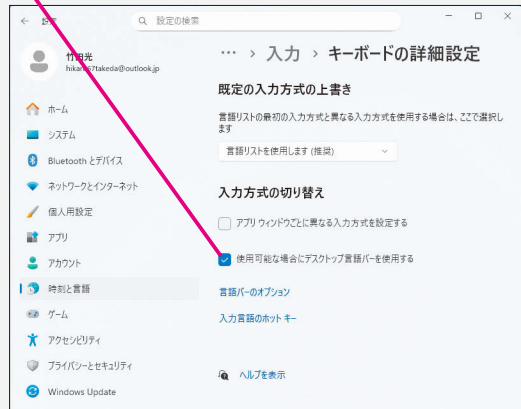 設定
設定の検索
竹田光
hikaru67takeda@outlook.jp
… › 入力 › キーボードの詳細設定
ホーム
システム
Bluetooth とデバイス
ネットワークとインターネット
個人用設定
アプリ
アカウント
時刻と言語
ゲーム
アクセシビリティ
プライバシーとセキュリティ
Windows Update
既定の入力方式の上書き
言語リストの最初の入力方式と異なる入力方式を使用する場合は、ここで選択し
ます
言語リストを使用します (推奨)
入力方式の切り替え
アプリ ウィンドウごとに異なる入力方式を設定する
使用可能な場合にデスクトップ言語バーを使用する
言語バーのオプション
入力言語のホット キー
ヘルプを表示